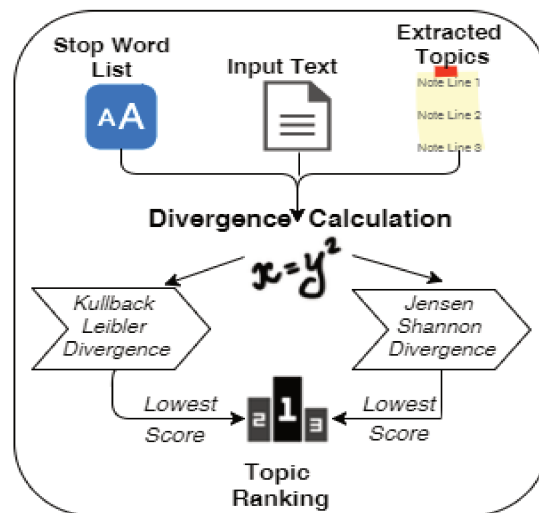 Stop Word
List
AA
Input Text
Extracted
Topics
Note Line 1
Note Line 2
Note Line 3
Divergence Calculation
x=y²
Kullback
Leibler
Divergence
Jensen
Shannon
Divergence
Lowest
Score
2 1 3
Lowest
Score
Topic
Ranking